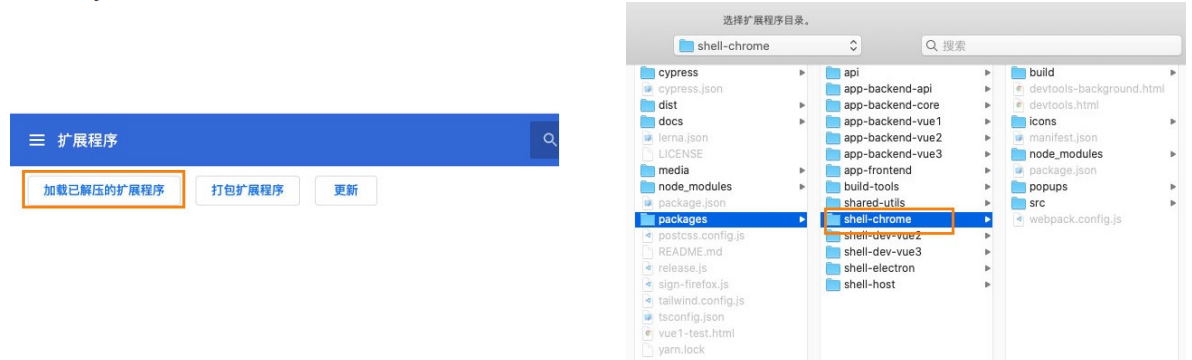 扩展程序
加载已解压的扩展程序
打包扩展程序
更新
选择扩展程序目录。
shell-chrome
搜索
cypress
cypress.json
dist
docs
lerna.json
LICENSE
media
node_modules
package.json
packages
postcss.config.js
README.md
release.js
sign-firefox.js
tailwind.config.js
tsconfig.json
vue1-test.html
yarn.lock
api
app-backend-api
app-backend-core
app-backend-vue1
app-backend-vue2
app-backend-vue3
app-frontend
build-tools
shared-utils
shell-chrome
shell-dev-vue2
shell-dev-vue3
shell-electron
shell-host
build
devtools-background.html
devtools.html
icons
manifest.json
node_modules
package.json
popups
src
webpack.config.js